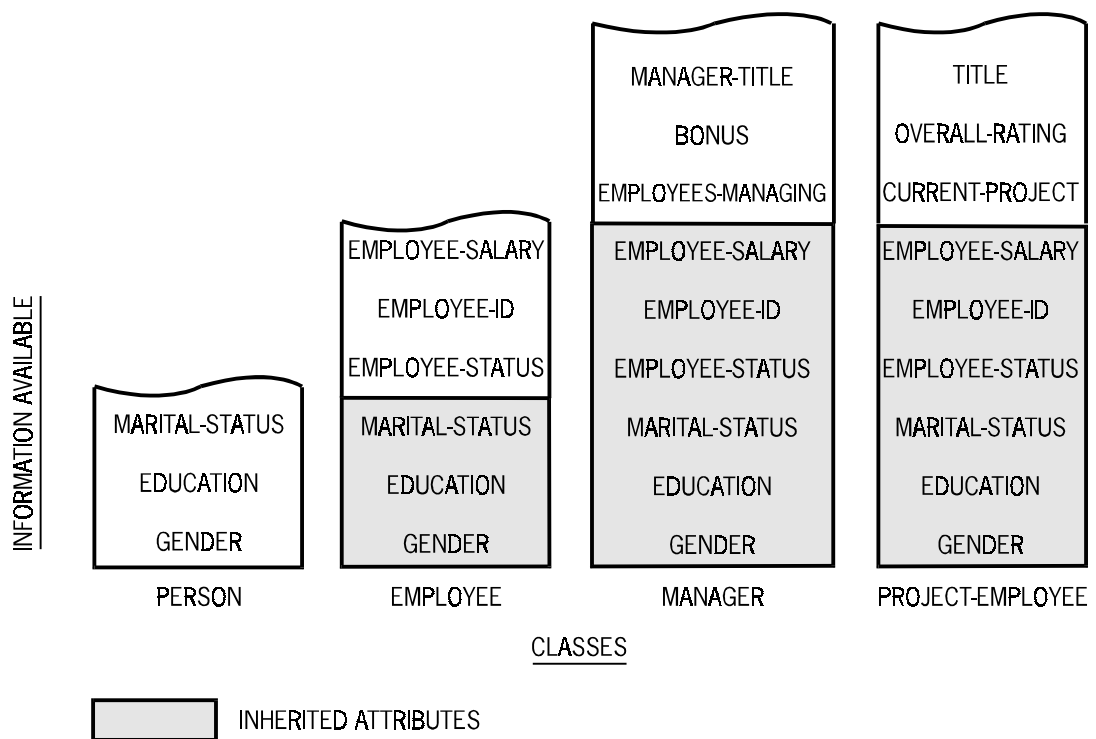 INFORMATION AVAILABLE
MARITAL-STATUS
EDUCATION
GENDER
PERSON
EMPLOYEE-SALARY
EMPLOYEE-ID
EMPLOYEE-STATUS
MARITAL-STATUS
EDUCATION
GENDER
EMPLOYEE
MANAGER-TITLE
BONUS
EMPLOYEES-MANAGING
EMPLOYEE-SALARY
EMPLOYEE-ID
EMPLOYEE-STATUS
MARITAL-STATUS
EDUCATION
GENDER
MANAGER
TITLE
OVERALL-RATING
CURRENT-PROJECT
EMPLOYEE-SALARY
EMPLOYEE-ID
EMPLOYEE-STATUS
MARITAL-STATUS
EDUCATION
GENDER
PROJECT-EMPLOYEE
CLASSES
INHERITED ATTRIBUTES